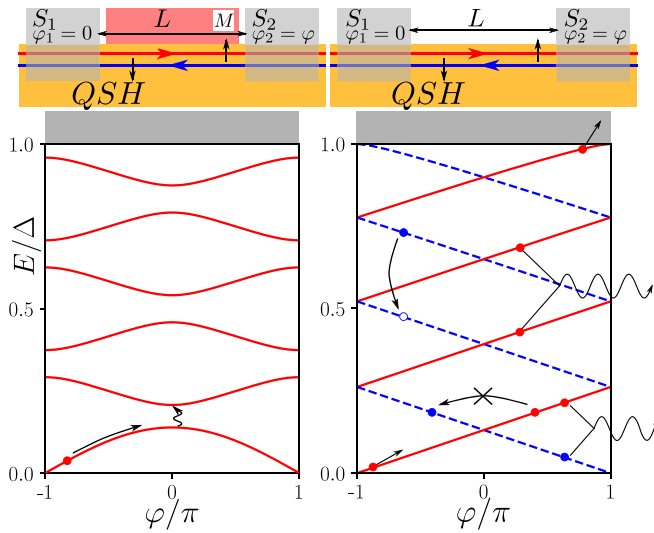 S₁ L M S₂
φ₁ = 0 φ₂ = φ
QSH
S₁ L S₂
φ₁ = 0 φ₂ = φ
QSH
E/Δ
1.0
0.5
0.0
-1 0 1
φ/π
1.0
0.5
0.0
-1 0 1
φ/π